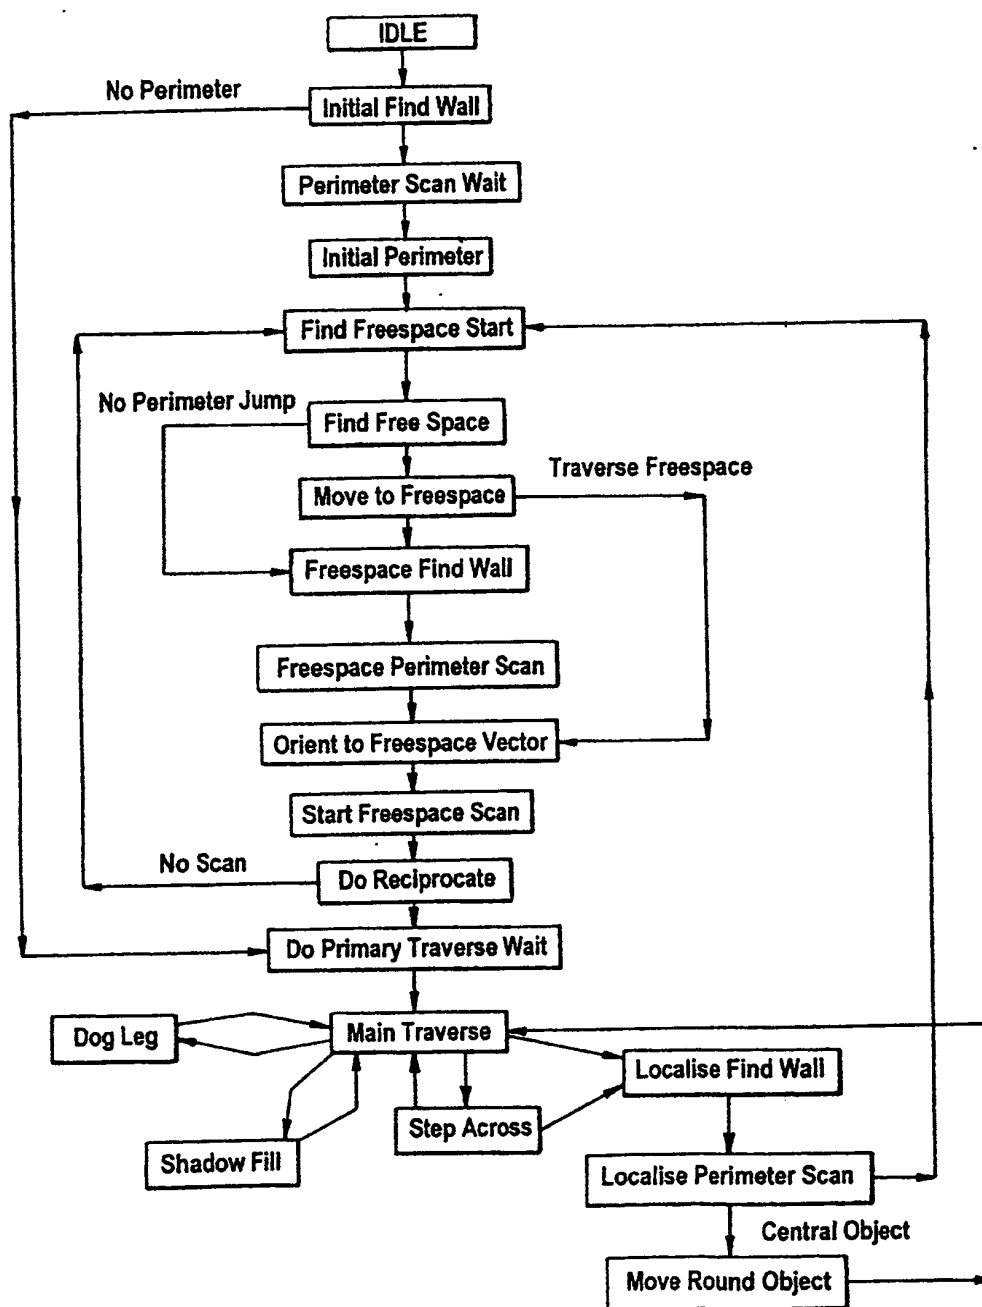 IDLE
No Perimeter
Initial Find Wall
Perimeter Scan Wait
Initial Perimeter
Find Freespace Start
No Perimeter Jump
Find Free Space
Traverse Freespace
Move to Freespace
Freespace Find Wall
Freespace Perimeter Scan
Orient to Freespace Vector
Start Freespace Scan
No Scan
Do Reciprocate
Do Primary Traverse Wait
Dog Leg
Main Traverse
Localise Find Wall
Step Across
Shadow Fill
Localise Perimeter Scan
Central Object
Move Round Object